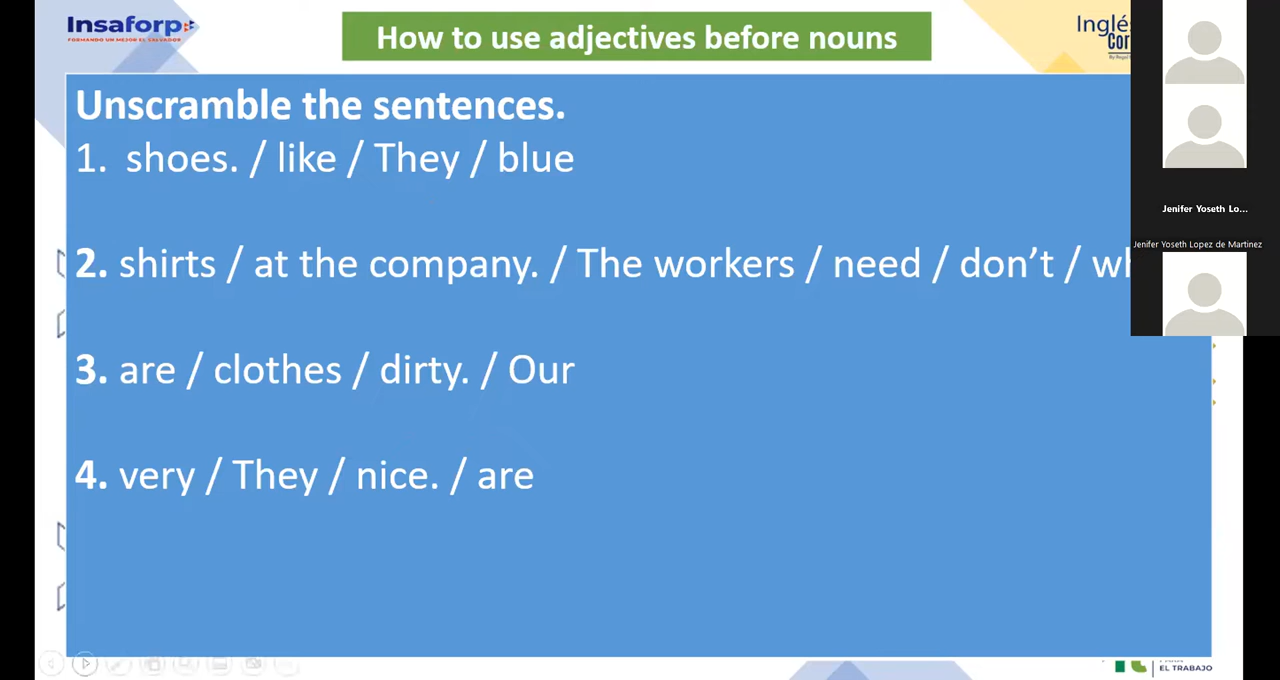 Insaforp
FORMANDO UN MEJOR EL SALVADOR
How to use adjectives before nouns
Inglés
Unscramble the sentences.
1. shoes. / like / They / blue
2. shirts / at the company. / The workers / need / don’t /
3. are / clothes / dirty. / Our
4. very / They / nice. / are
Jenifer Yoseth Lo...
Jenifer Yoseth Lopez de Martinez
EL TRABAJO